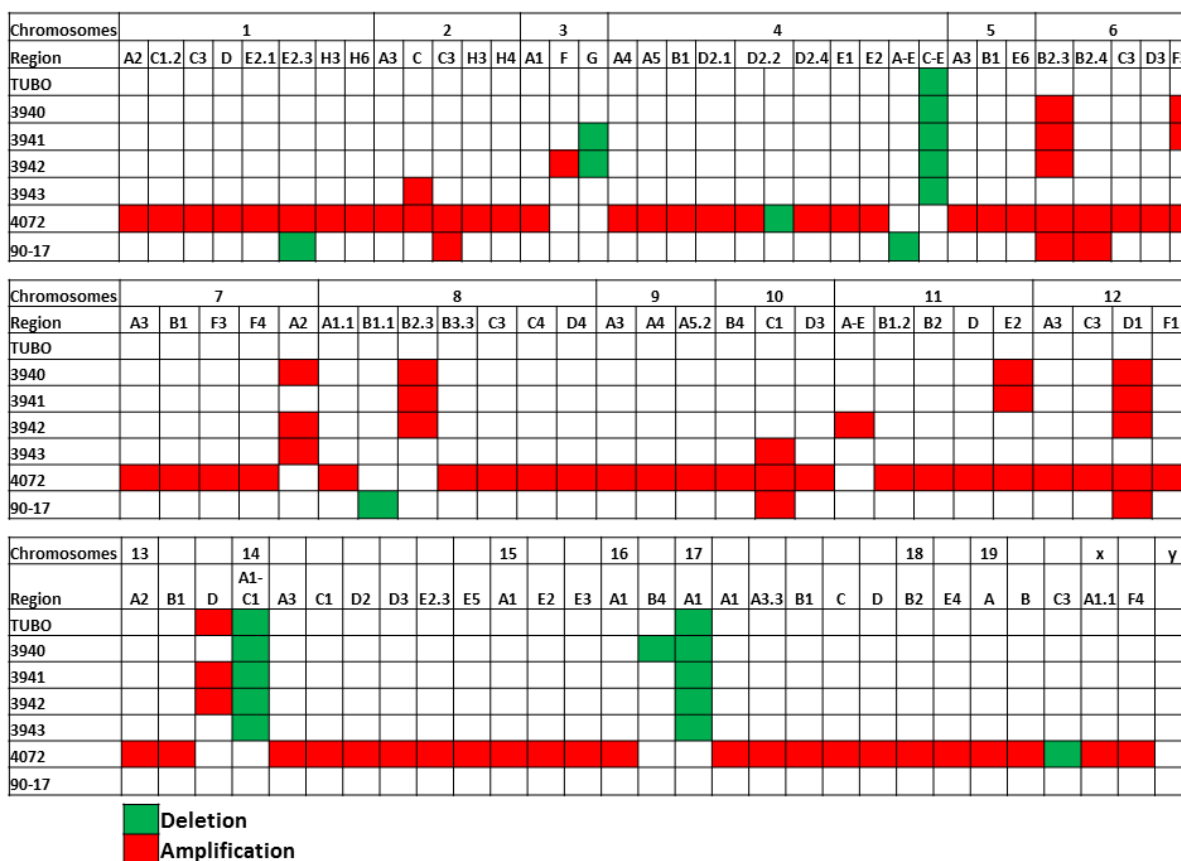 Chromosomes 1 2 3 4 5 6
Region A2 C1.2 C3 D E2.1 E2.3 H3 H6 A3 C C3 H3 H4 A1 F G A4 A5 B1 D2.1 D2.2 D2.4 E1 E2 A-E C-E A3 B1 E6 B2.3 B2.4 C3 D3
TUBO
3940
3941
3942
3943
4072
90-17
Chromosomes 7 8 9 10 11 12
Region A3 B1 F3 F4 A2 A1.1 B1.1 B2.3 B3.3 C3 C4 D4 A3 A4 A5.2 B4 C1 D3 A-E B1.2 B2 D E2 A3 C3 D1 F1
TUBO
3940
3941
3942
3943
4072
90-17
Chromosomes 13 14 15 16 17 18 19 x y
Region A2 B1 D A1-C1 A3 C1 D2 D3 E2.3 E5 A1 E2 E3 A1 B4 A1 A1 A3.3 B1 C D B2 E4 A B C3 A1.1 F4
TUBO
3940
3941
3942
3943
4072
90-17
Deletion
Amplification